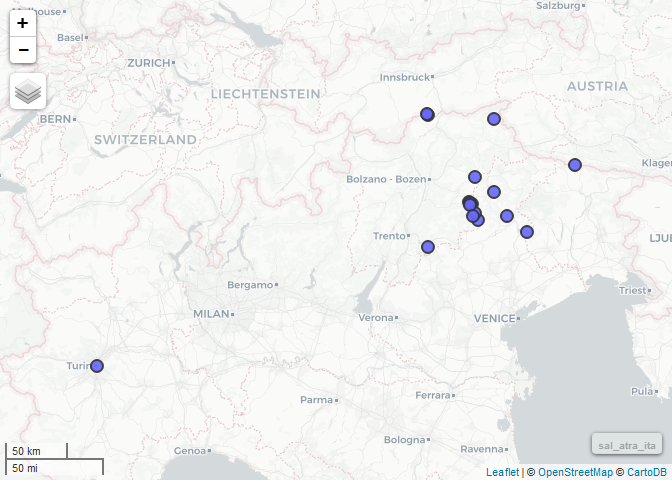 Mulhouse
Salzburg
+
Basel
−
ZURICH
Innsbruck
AUSTRIA
LIECHTENSTEIN
BERN
SWITZERLAND
Klagen
Bolzano - Bozen
Trento
LJU
Bergamo
Triest
MILAN
Verona
VENICE
Turin
Parma
Ferrara
Pula
Bologna
sal_atra_ita
50 km
Genoa
Ravenna
50 mi
Leaflet | © OpenStreetMap © CartoDB